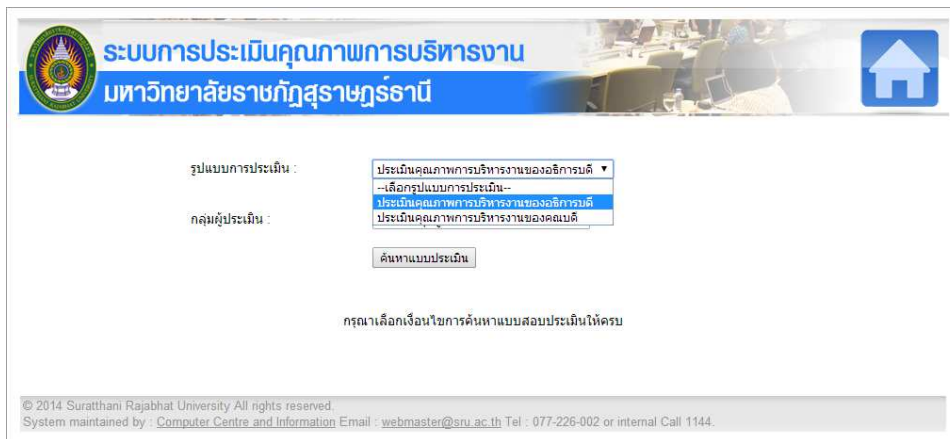 ระบบการประเมินคุณภาพการบริหารงาน
มหาวิทยาลัยราชภัฏสุราษฎร์ธานี
รูปแบบการประเมิน :
ประเมินคุณภาพการบริหารงานของอธิการบดี ▼
--เลือกรูปแบบการประเมิน--
ประเมินคุณภาพการบริหารงานของอธิการบดี
ประเมินคุณภาพการบริหารงานของคณบดี
กลุ่มผู้ประเมิน :
ค้นหาแบบประเมิน
กรุณาเลือกเงื่อนไขการค้นหาแบบสอบประเมินให้ครบ
© 2014 Suratthani Rajabhat University All rights reserved.
System maintained by : Computer Centre and Information Email : webmaster@sru.ac.th Tel : 077-226-002 or internal Call 1144.